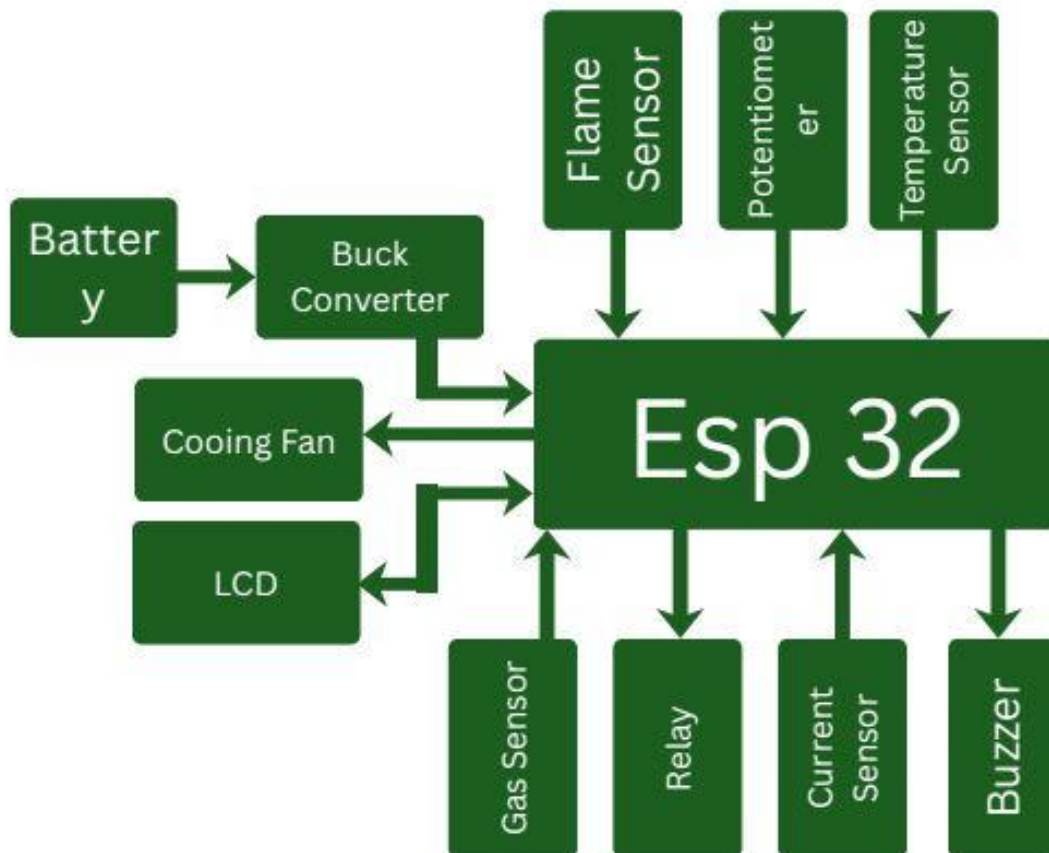 Flame
Sensor
Potentiomet
er
Temperature
Sensor
Batter
y
Buck
Converter
Esp 32
Cooing Fan
LCD
Gas Sensor
Relay
Current
Sensor
Buzzer